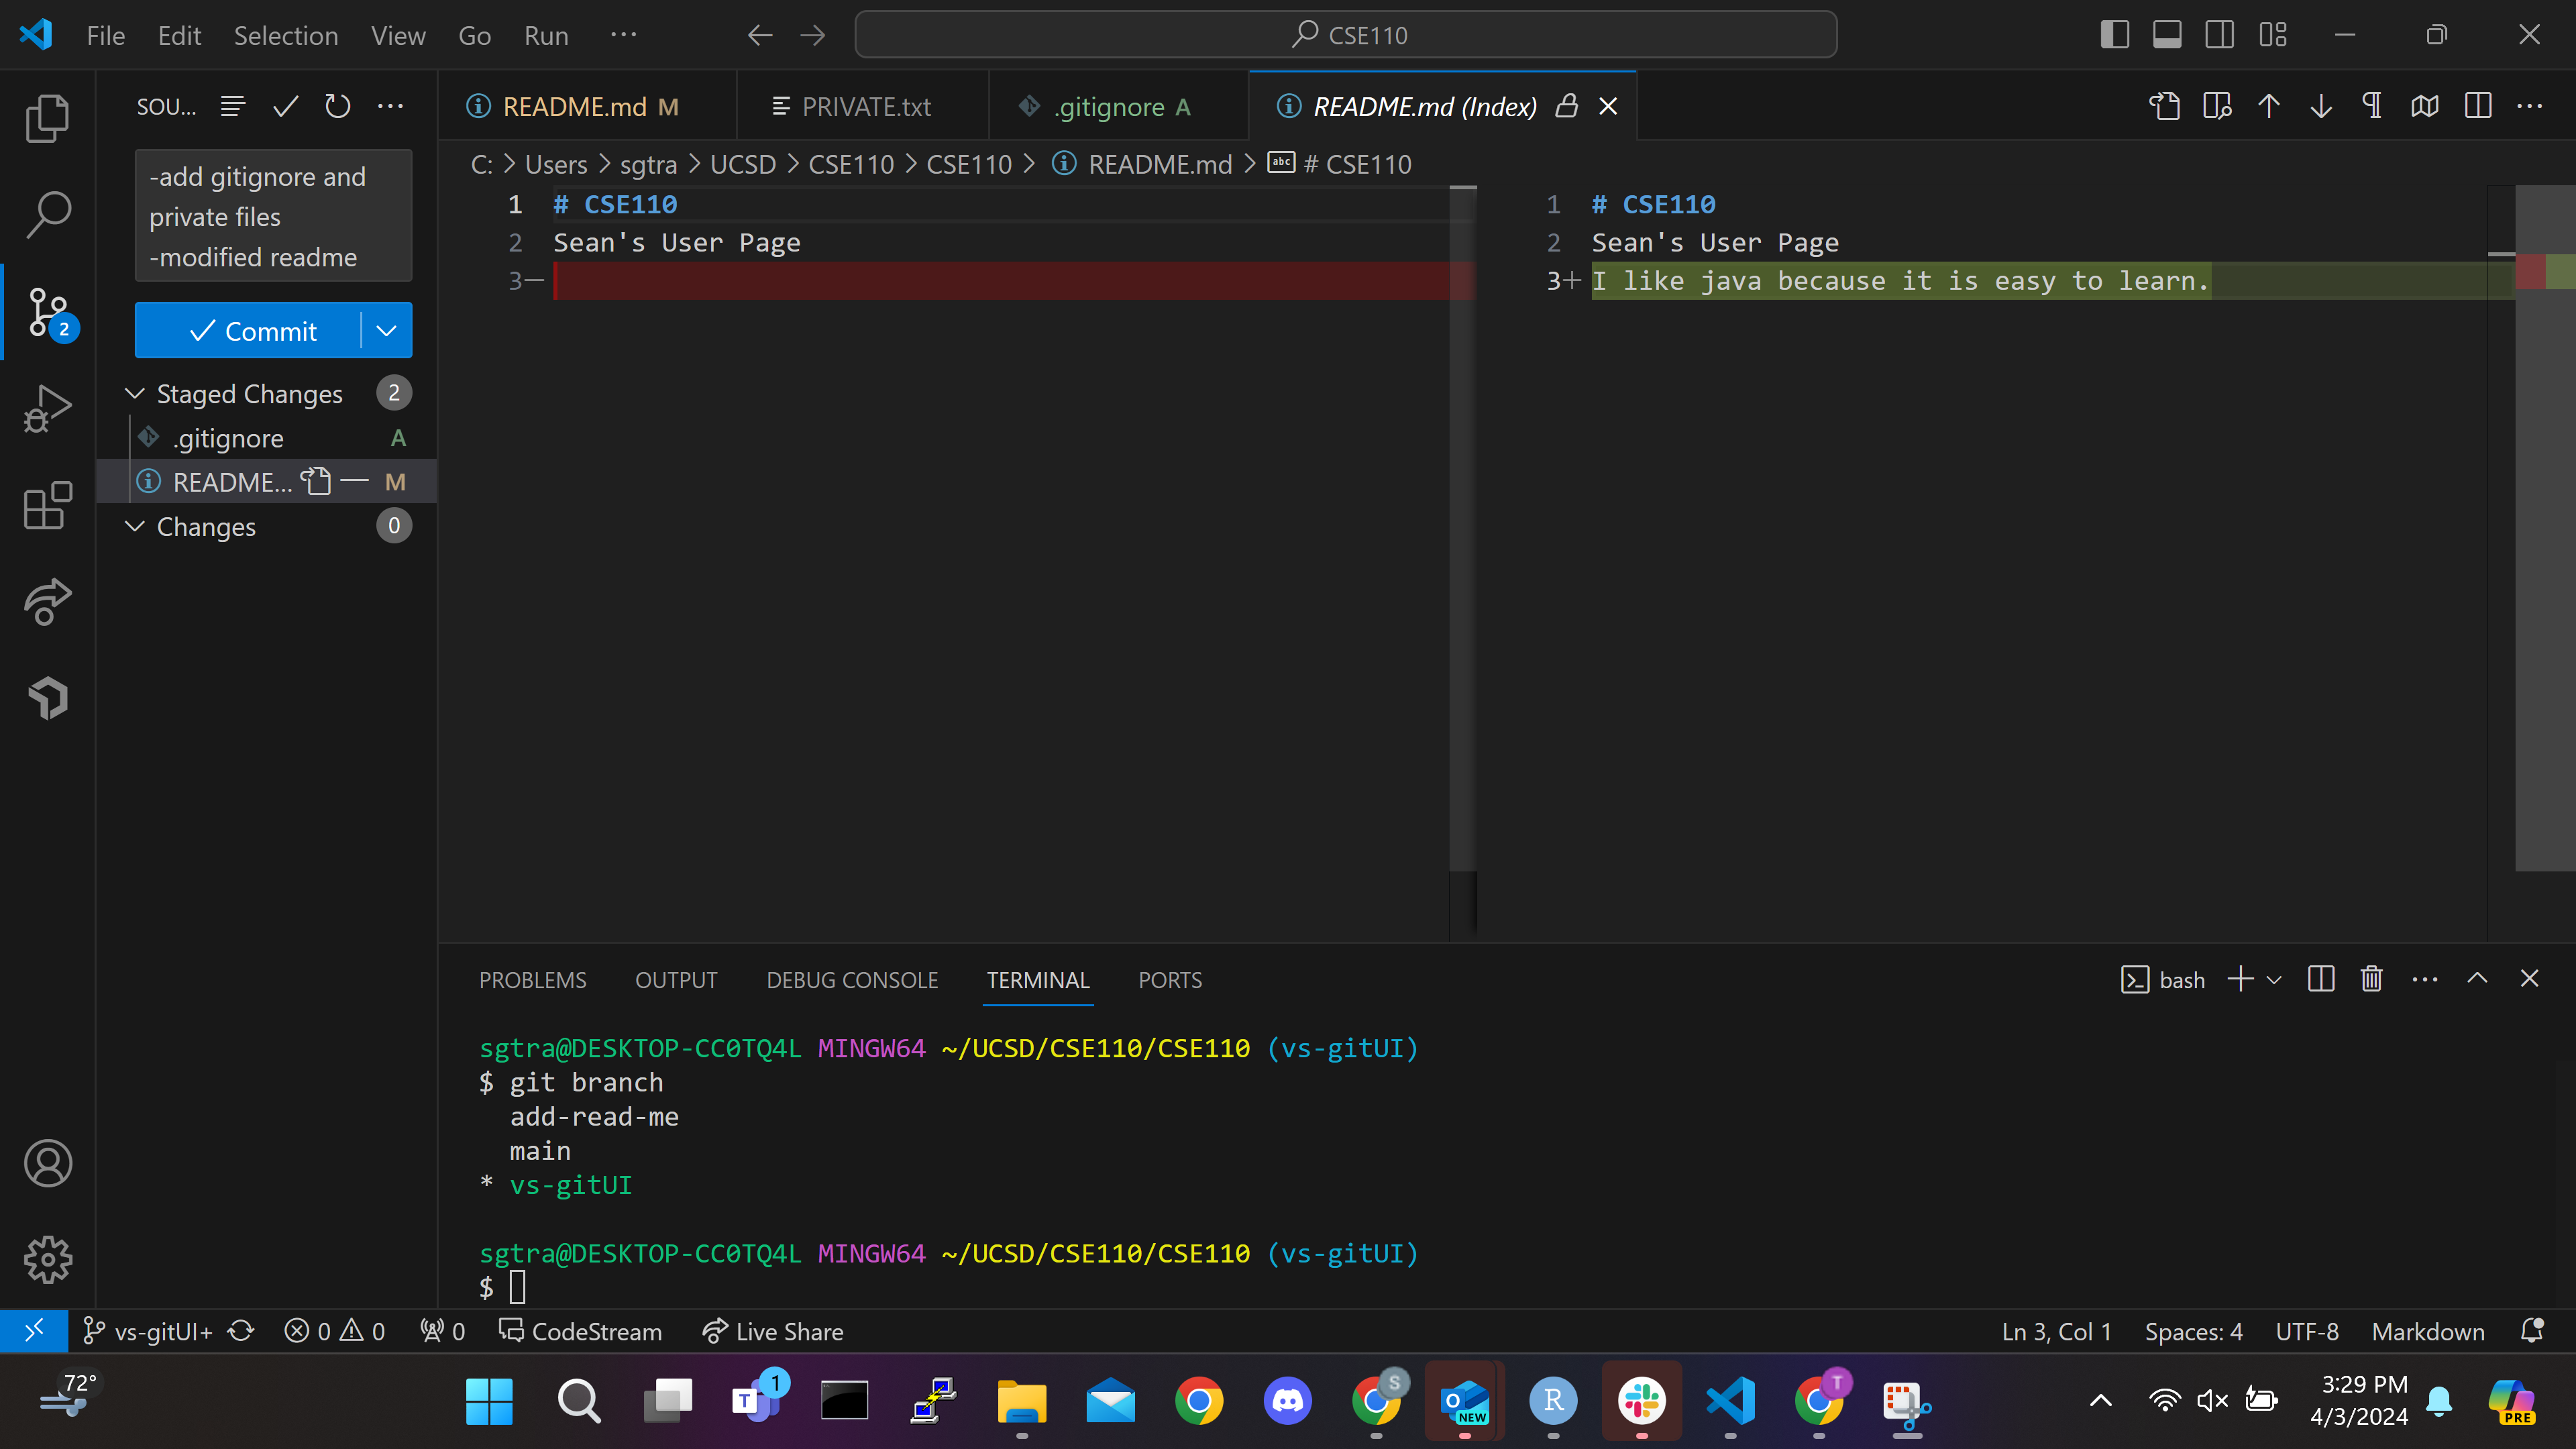 File Edit Selection View Go Run ··· CSE110
SOU...
README.md M PRIVATE.txt .gitignore A README.md (Index)
C: > Users > sgtra > UCSD > CSE110 > CSE110 > README.md > # CSE110
-add gitignore and
private files
-modified readme
Commit
Staged Changes 2
.gitignore A
README... M
Changes 0
2
1 # CSE110
2 Sean's User Page
3—
1 # CSE110
2 Sean's User Page
3+ I like java because it is easy to learn.
PROBLEMS OUTPUT DEBUG CONSOLE TERMINAL PORTS bash
sgtra@DESKTOP-CC0TQ4L MINGW64 ~/UCSD/CSE110/CSE110 (vs-gitUI)
$ git branch
add-read-me
main
* vs-gitUI
sgtra@DESKTOP-CC0TQ4L MINGW64 ~/UCSD/CSE110/CSE110 (vs-gitUI)
$
vs-gitUI+ 0 0 0 CodeStream Live Share Ln 3, Col 1 Spaces: 4 UTF-8 Markdown
72° T 1 S O NEW R T 3:29 PM PRE
4/3/2024